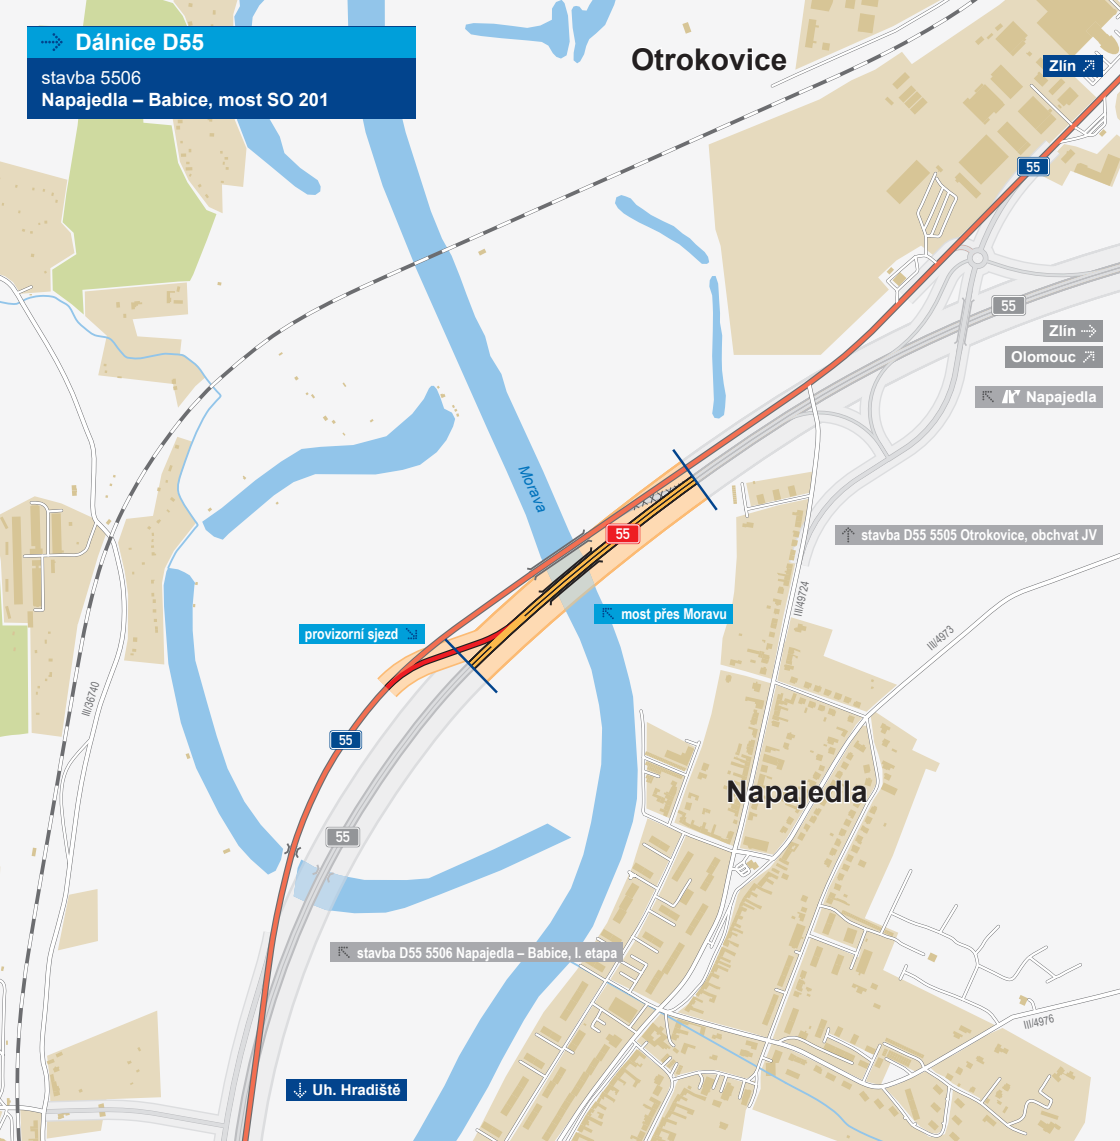 Dálnice D55
stavba 5506
Napajedla – Babice, most SO 201
Otrokovice
Zlín
55
55
Zlín
Olomouc
Napajedla
Morava
55
stavba D55 5505 Otrokovice, obchvat JV
most přes Moravu
provizorní sjezd
III/49724
III/4973
III/36740
55
Napajedla
55
stavba D55 5506 Napajedla – Babice, I. etapa
III/4976
Uh. Hradiště